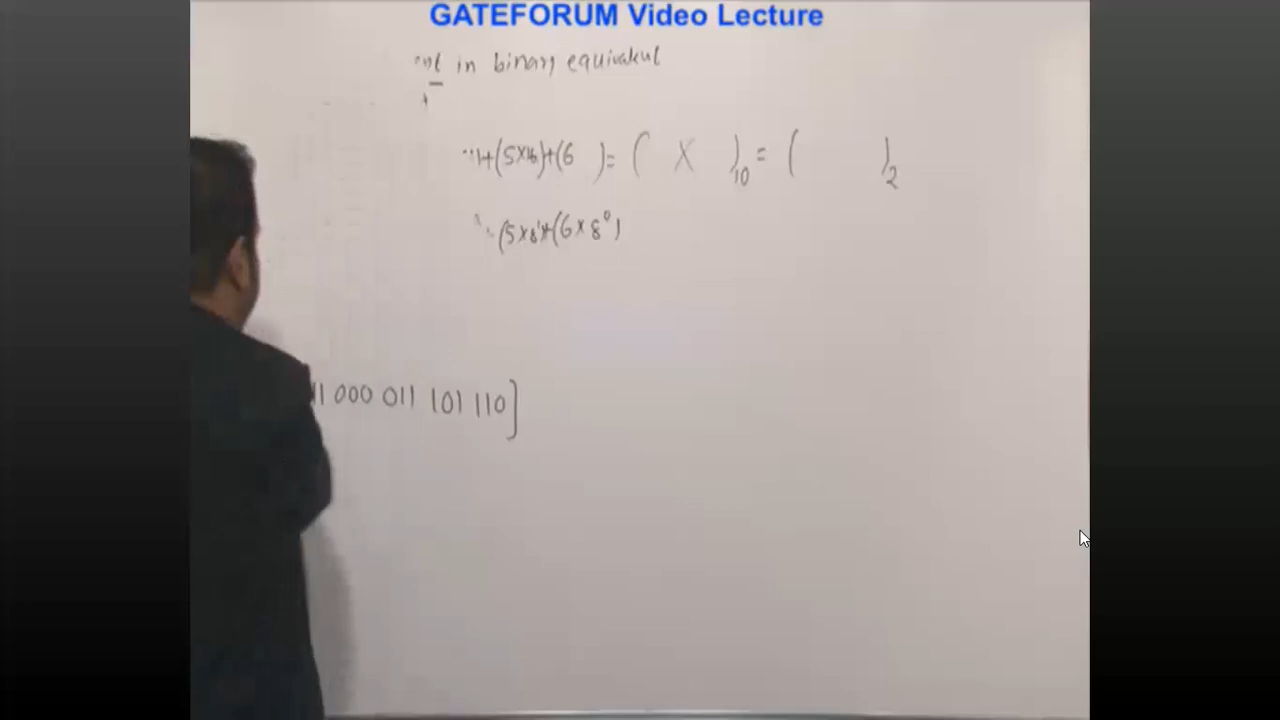 GATEFORUM Video Lecture
in binary equivalent
+(5×16)+(6 )= ( X )10 = ( )2
(5×8¹)+(6×8⁰)
11 000 011 101 110]